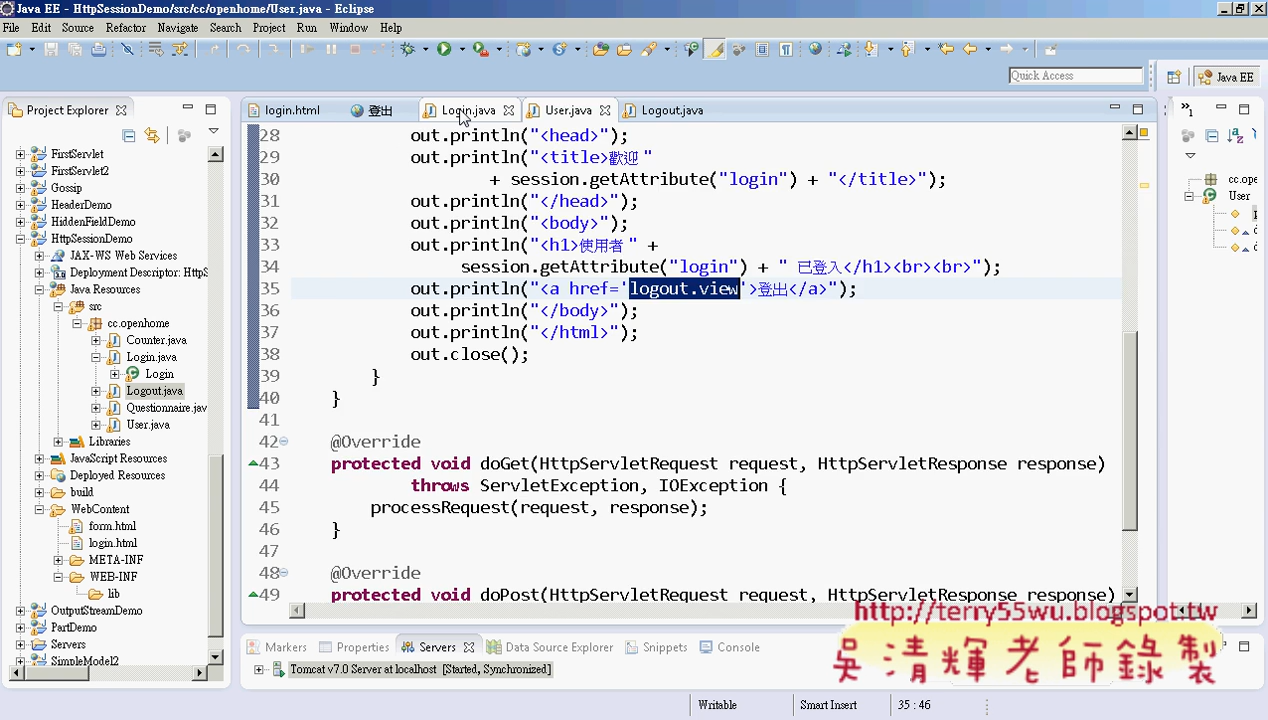 Java EE - HttpSessionDemo/src/cc/openhome/User.java - Eclipse
File Edit Source Refactor Navigate Search Project Run Window Help
Quick Access
Java EE
Project Explorer
login.html
登出
Login.java
User.java
Logout.java
FirstServlet
FirstServlet2
Gossip
HeaderDemo
HiddenFieldDemo
HttpSessionDemo
JAX-WS Web Services
Deployment Descriptor: HttpS
Java Resources
src
cc.openhome
Counter.java
Login.java
Login
Logout.java
Questionnaire.jav
User.java
Libraries
JavaScript Resources
Deployed Resources
build
WebContent
form.html
login.html
META-INF
WEB-INF
lib
OutputStreamDemo
PartDemo
Servers
SimpleModel2
28 out.println("<head>");
29 out.println("<title>歡迎 "
30 + session.getAttribute("login") + "</title>");
31 out.println("</head>");
32 out.println("<body>");
33 out.println("<h1>使用者 " +
34 session.getAttribute("login") + " 已登入</h1><br><br>");
35 out.println("<a href='logout.view'>登出</a>");
36 out.println("</body>");
37 out.println("</html>");
38 out.close();
39 }
40 }
41
42 @Override
43 protected void doGet(HttpServletRequest request, HttpServletResponse response)
44 throws ServletException, IOException {
45 processRequest(request, response);
46 }
47
48 @Override
49 protected void doPost(HttpServletRequest request, HttpServletResponse response)
cc.ope
User
Markers Properties Servers Data Source Explorer Snippets Console
Tomcat v7.0 Server at localhost [Started, Synchronized]
http://terry55wu.blogspot.tw
吳清輝老師錄製
Writable Smart Insert 35 : 46